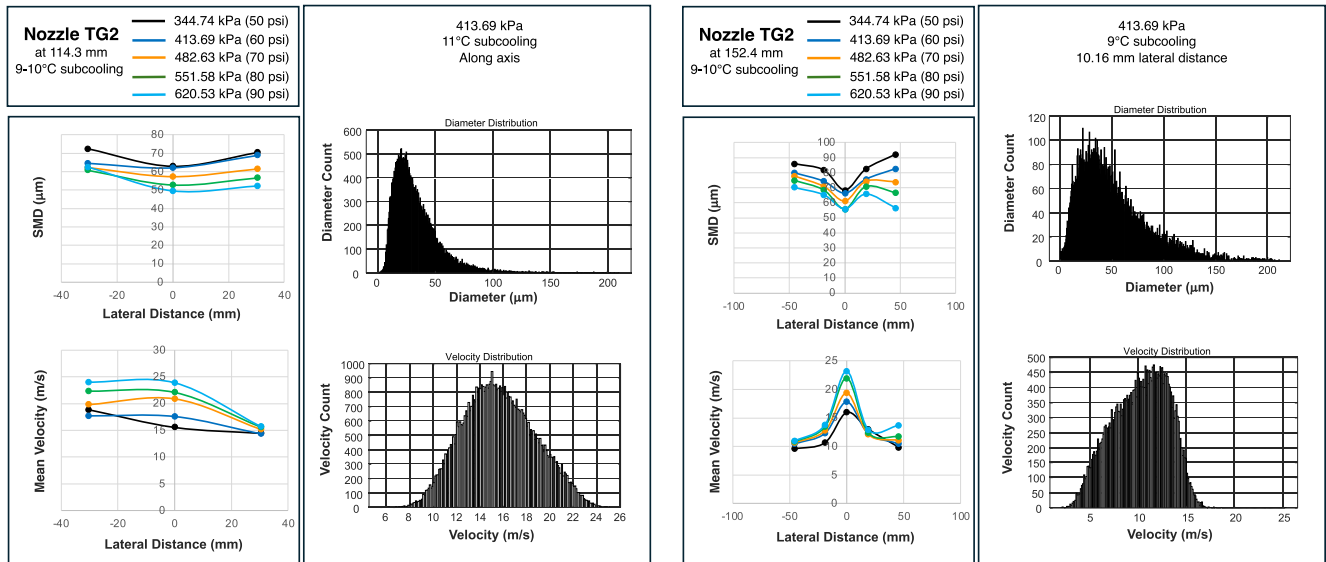 Nozzle TG2
at 114.3 mm
9-10°C subcooling
344.74 kPa (50 psi)
413.69 kPa (60 psi)
482.63 kPa (70 psi)
551.58 kPa (80 psi)
620.53 kPa (90 psi)
413.69 kPa
11°C subcooling
Along axis
SMD (μm)
80
70
60
50
40
30
20
10
0
-40
-20
0
20
40
Lateral Distance (mm)
Mean Velocity (m/s)
30
25
20
15
10
5
0
-40
-20
0
20
40
Lateral Distance (mm)
Diameter Distribution
Diameter Count
600
500
400
300
200
100
0
0
50
100
150
200
Diameter (μm)
Velocity Distribution
Velocity Count
1000
900
800
700
600
500
400
300
200
100
0
6
8
10
12
14
16
18
20
22
24
26
Velocity (m/s)
Nozzle TG2
at 152.4 mm
9-10°C subcooling
344.74 kPa (50 psi)
413.69 kPa (60 psi)
482.63 kPa (70 psi)
551.58 kPa (80 psi)
620.53 kPa (90 psi)
413.69 kPa
9°C subcooling
10.16 mm lateral distance
SMD (μm)
100
90
80
70
60
50
40
30
20
10
0
-100
-50
0
50
100
Lateral Distance (mm)
Mean Velocity (m/s)
25
20
15
10
5
0
-100
-50
0
50
100
Lateral Distance (mm)
Diameter Distribution
Diameter Count
120
100
80
60
40
20
0
0
50
100
150
200
Diameter (μm)
Velocity Distribution
Velocity Count
500
450
400
350
300
250
200
150
100
50
0
5
10
15
20
25
Velocity (m/s)